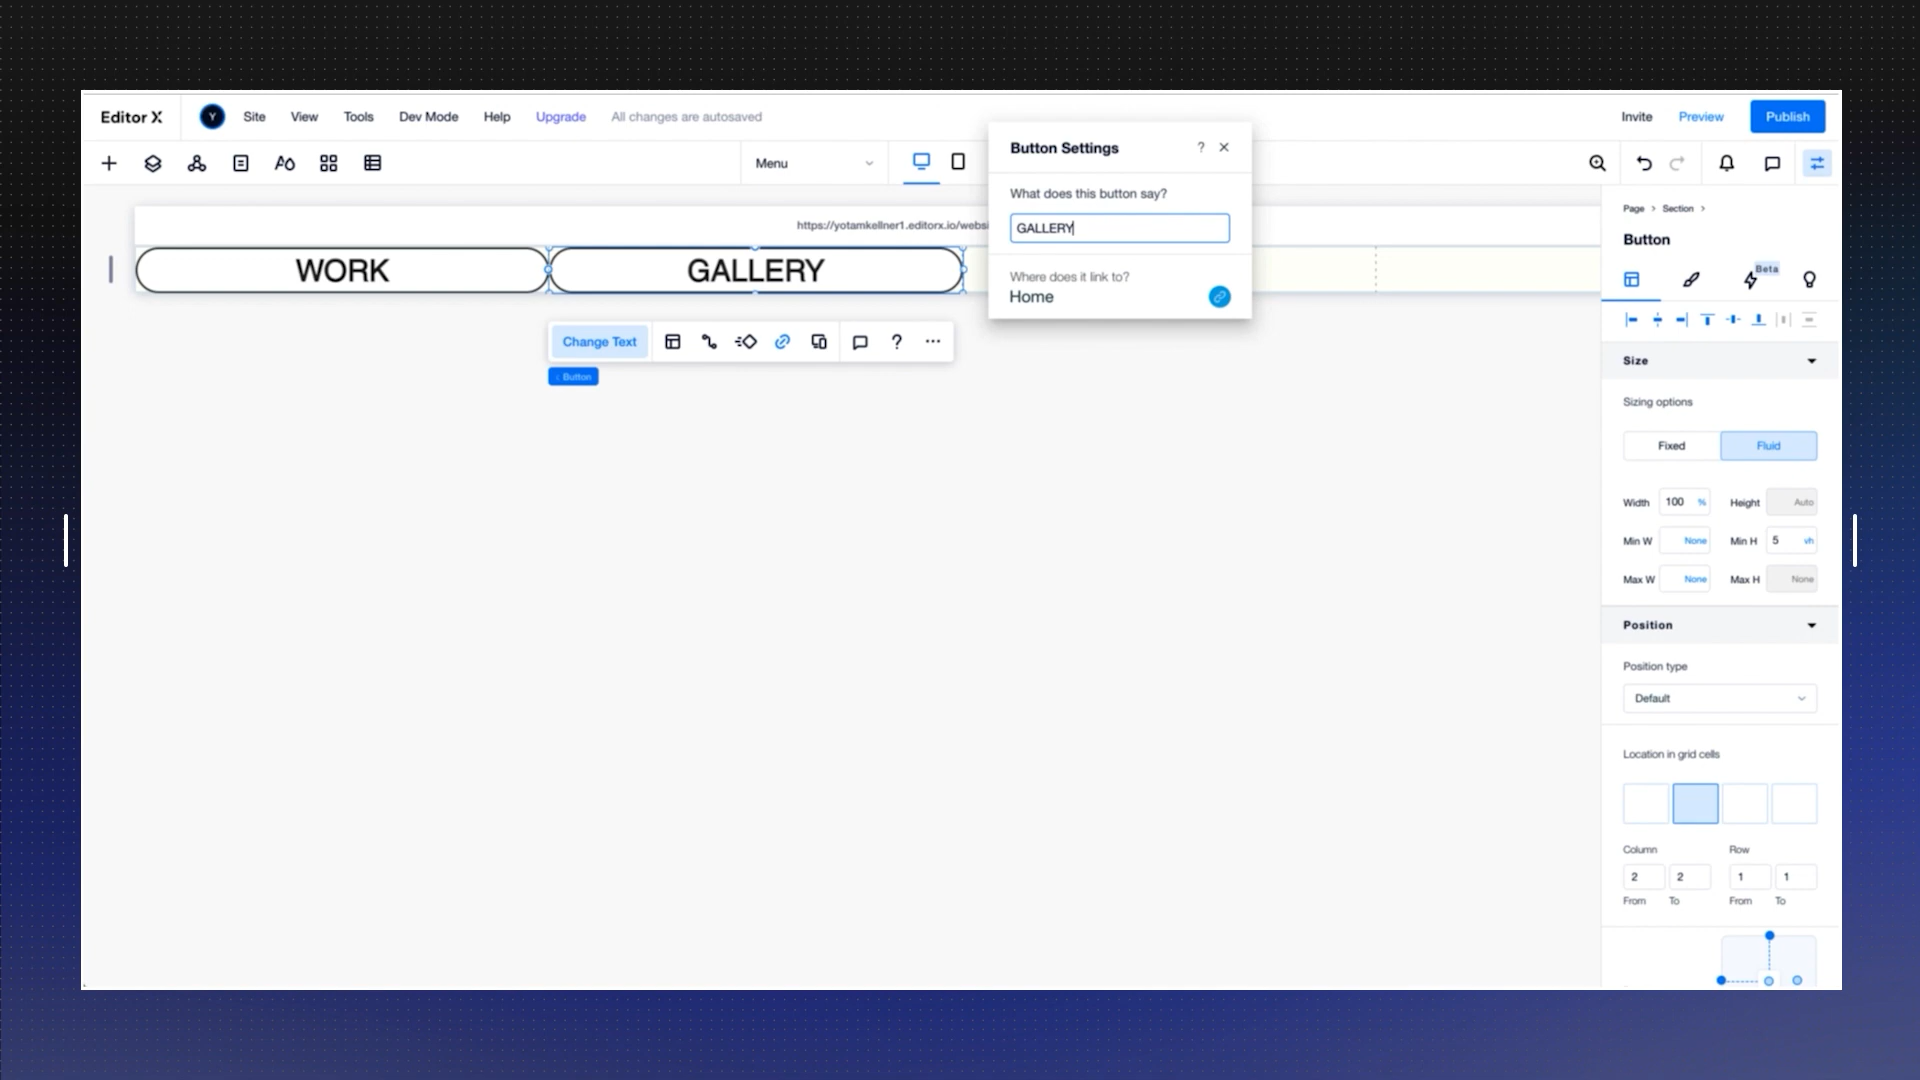 Editor X Y Site View Tools Dev Mode Help Upgrade All changes are autosaved Invite Preview Publish
Menu
Button Settings ?
What does this button say?
GALLERY
Where does it link to?
Home
https://yotamkellner1.editorx.io/websi
WORK GALLERY
Change Text ?
Button
Page > Section >
Button
Beta
Size
Sizing options
Fixed Fluid
Width 100 % Height Auto
Min W None Min H 5 vh
Max W None Max H None
Position
Position type
Default
Location in grid cells
Column Row
2 2 1 1
From To From To